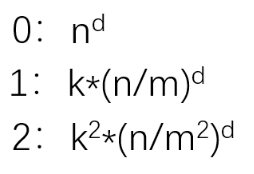 0: nᵈ
1: k*(n/m)ᵈ
2: k²*(n/m²)ᵈ